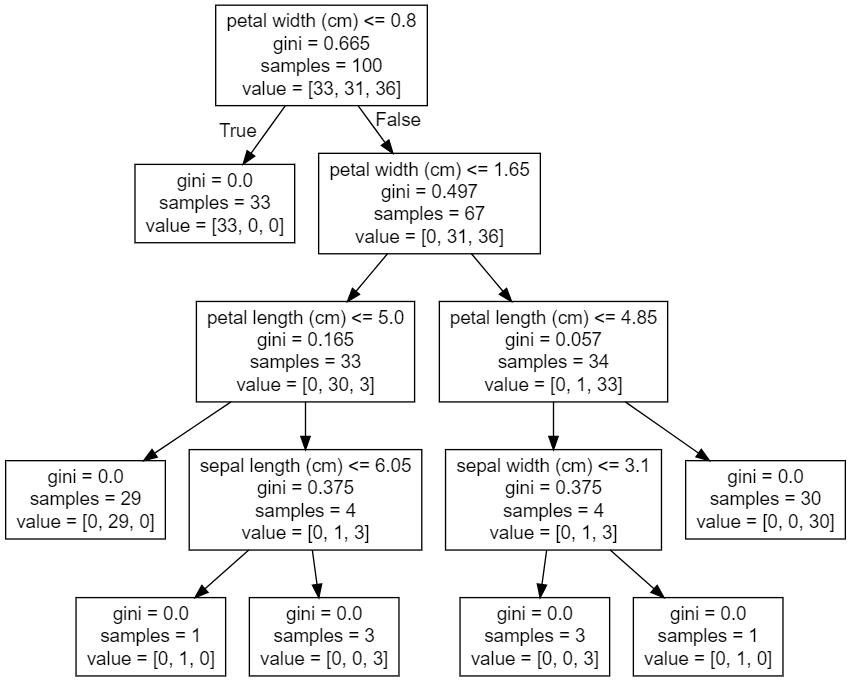 petal width (cm) <= 0.8
gini = 0.665
samples = 100
value = [33, 31, 36]
True
False
gini = 0.0
samples = 33
value = [33, 0, 0]
petal width (cm) <= 1.65
gini = 0.497
samples = 67
value = [0, 31, 36]
petal length (cm) <= 5.0
gini = 0.165
samples = 33
value = [0, 30, 3]
petal length (cm) <= 4.85
gini = 0.057
samples = 34
value = [0, 1, 33]
gini = 0.0
samples = 29
value = [0, 29, 0]
sepal length (cm) <= 6.05
gini = 0.375
samples = 4
value = [0, 1, 3]
sepal width (cm) <= 3.1
gini = 0.375
samples = 4
value = [0, 1, 3]
gini = 0.0
samples = 30
value = [0, 0, 30]
gini = 0.0
samples = 1
value = [0, 1, 0]
gini = 0.0
samples = 3
value = [0, 0, 3]
gini = 0.0
samples = 3
value = [0, 0, 3]
gini = 0.0
samples = 1
value = [0, 1, 0]